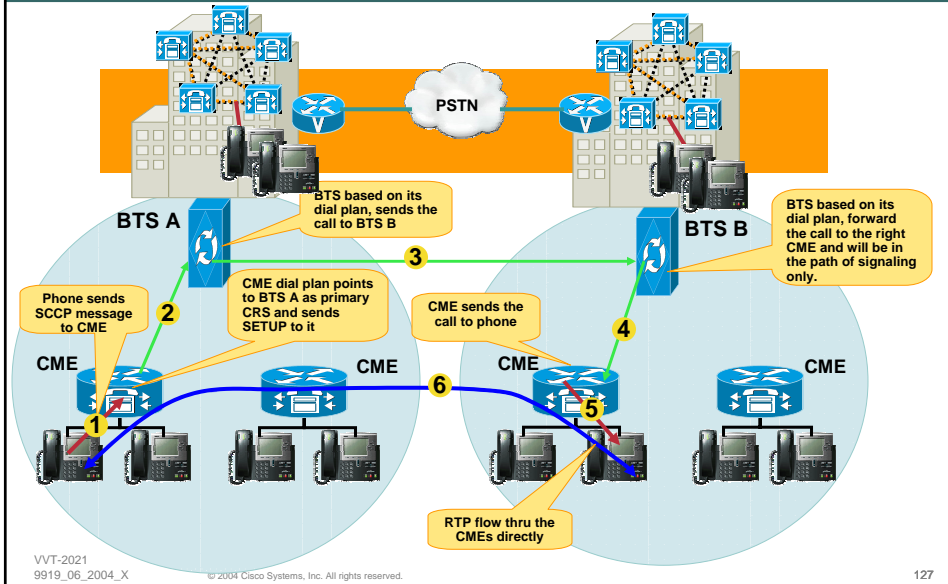 PSTN
V
V
BTS A
BTS based on its
dial plan, sends the
call to BTS B
BTS B
BTS based on its
dial plan, forward
the call to the right
CME and will be in
the path of signaling
only.
3
Phone sends
SCCP message
to CME
2
CME dial plan points
to BTS A as primary
CRS and sends
SETUP to it
CME sends the
call to phone
4
CME
CME
CME
CME
6
1
5
RTP flow thru the
CMEs directly
VVT-2021
9919_06_2004_X
© 2004 Cisco Systems, Inc. All rights reserved.
127